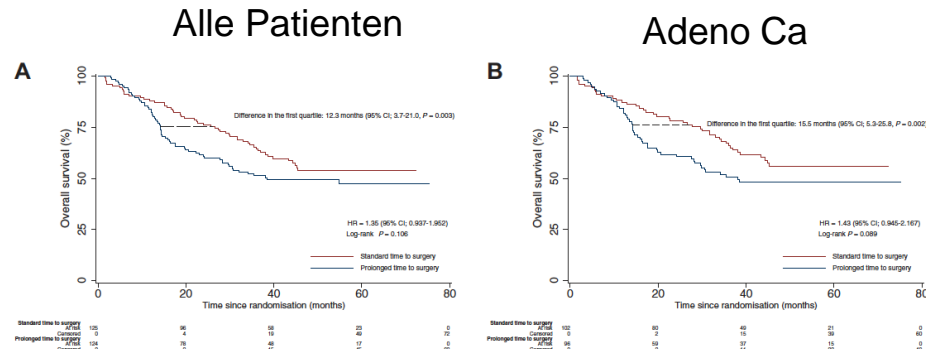 Alle Patienten
Adeno Ca
A
B
Overall survival (%)
100
75
50
25
0
Difference in the first quartile: 12.3 months (95% CI; 3.7-21.0, P = 0.003)
HR = 1.35 (95% CI; 0.937-1.952)
Log-rank P = 0.106
Standard time to surgery
Prolonged time to surgery
0 20 40 60 80
Time since randomisation (months)
Overall survival (%)
100
75
50
25
0
Difference in the first quartile: 15.5 months (95% CI; 5.3-25.8, P = 0.002)
HR = 1.43 (95% CI; 0.945-2.167)
Log-rank P = 0.089
Standard time to surgery
Prolonged time to surgery
0 20 40 60 80
Time since randomisation (months)
Standard time to surgery
At risk 125 96 58 23 0
Censored 0 4 19 49 72
Prolonged time to surgery
At risk 124 78 48 17 0
Standard time to surgery
At risk 102 80 49 21 0
Censored 0 2 15 39 60
Prolonged time to surgery
At risk 96 59 37 15 0